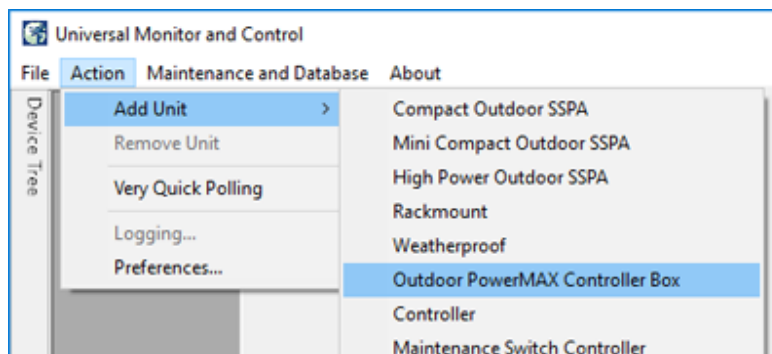 Universal Monitor and Control
File Action Maintenance and Database About
Device Tree
Add Unit
Remove Unit
Very Quick Polling
Logging...
Preferences...
Compact Outdoor SSPA
Mini Compact Outdoor SSPA
High Power Outdoor SSPA
Rackmount
Weatherproof
Outdoor PowerMAX Controller Box
Controller
Maintenance Switch Controller